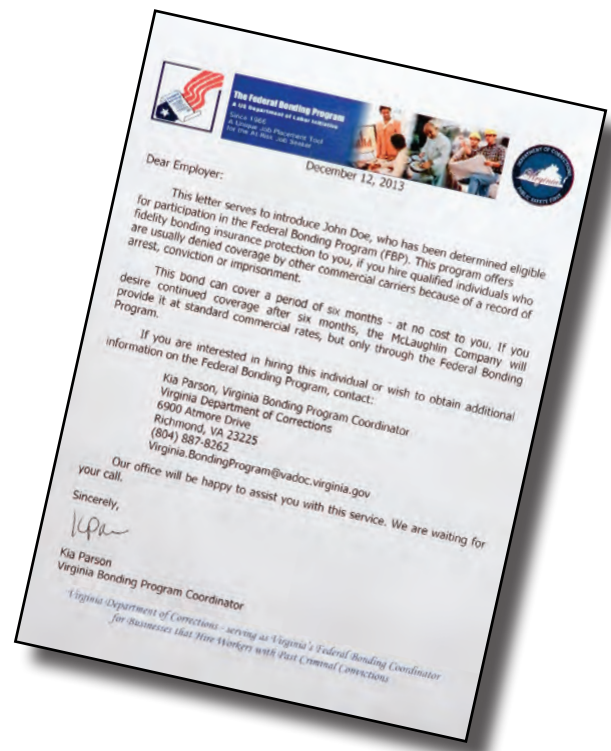 The Federal Bonding Program
A US Department of Labor Initiative
Since 1966
A Unique Job Placement Tool
for the At-Risk Job Seeker
December 12, 2013
Dear Employer:
This letter serves to introduce John Doe, who has been determined eligible
for participation in the Federal Bonding Program (FBP). This program offers
fidelity bonding insurance protection to you, if you hire qualified individuals who
are usually denied coverage by other commercial carriers because of a record of
arrest, conviction or imprisonment.
This bond can cover a period of six months - at no cost to you. If you
desire continued coverage after six months, the McLaughlin Company will
provide it at standard commercial rates, but only through the Federal Bonding
Program.
If you are interested in hiring this individual or wish to obtain additional
information on the Federal Bonding Program, contact:
Kia Parson, Virginia Bonding Program Coordinator
Virginia Department of Corrections
6900 Atmore Drive
Richmond, VA 23225
(804) 887-8262
Virginia.BondingProgram@vadoc.virginia.gov
Our office will be happy to assist you with this service. We are waiting for
your call.
Sincerely,
Kia Parson
Virginia Bonding Program Coordinator
Virginia Department of Corrections - serving as Virginia's Federal Bonding Coordinator
for Businesses that Hire Workers with Past Criminal Convictions